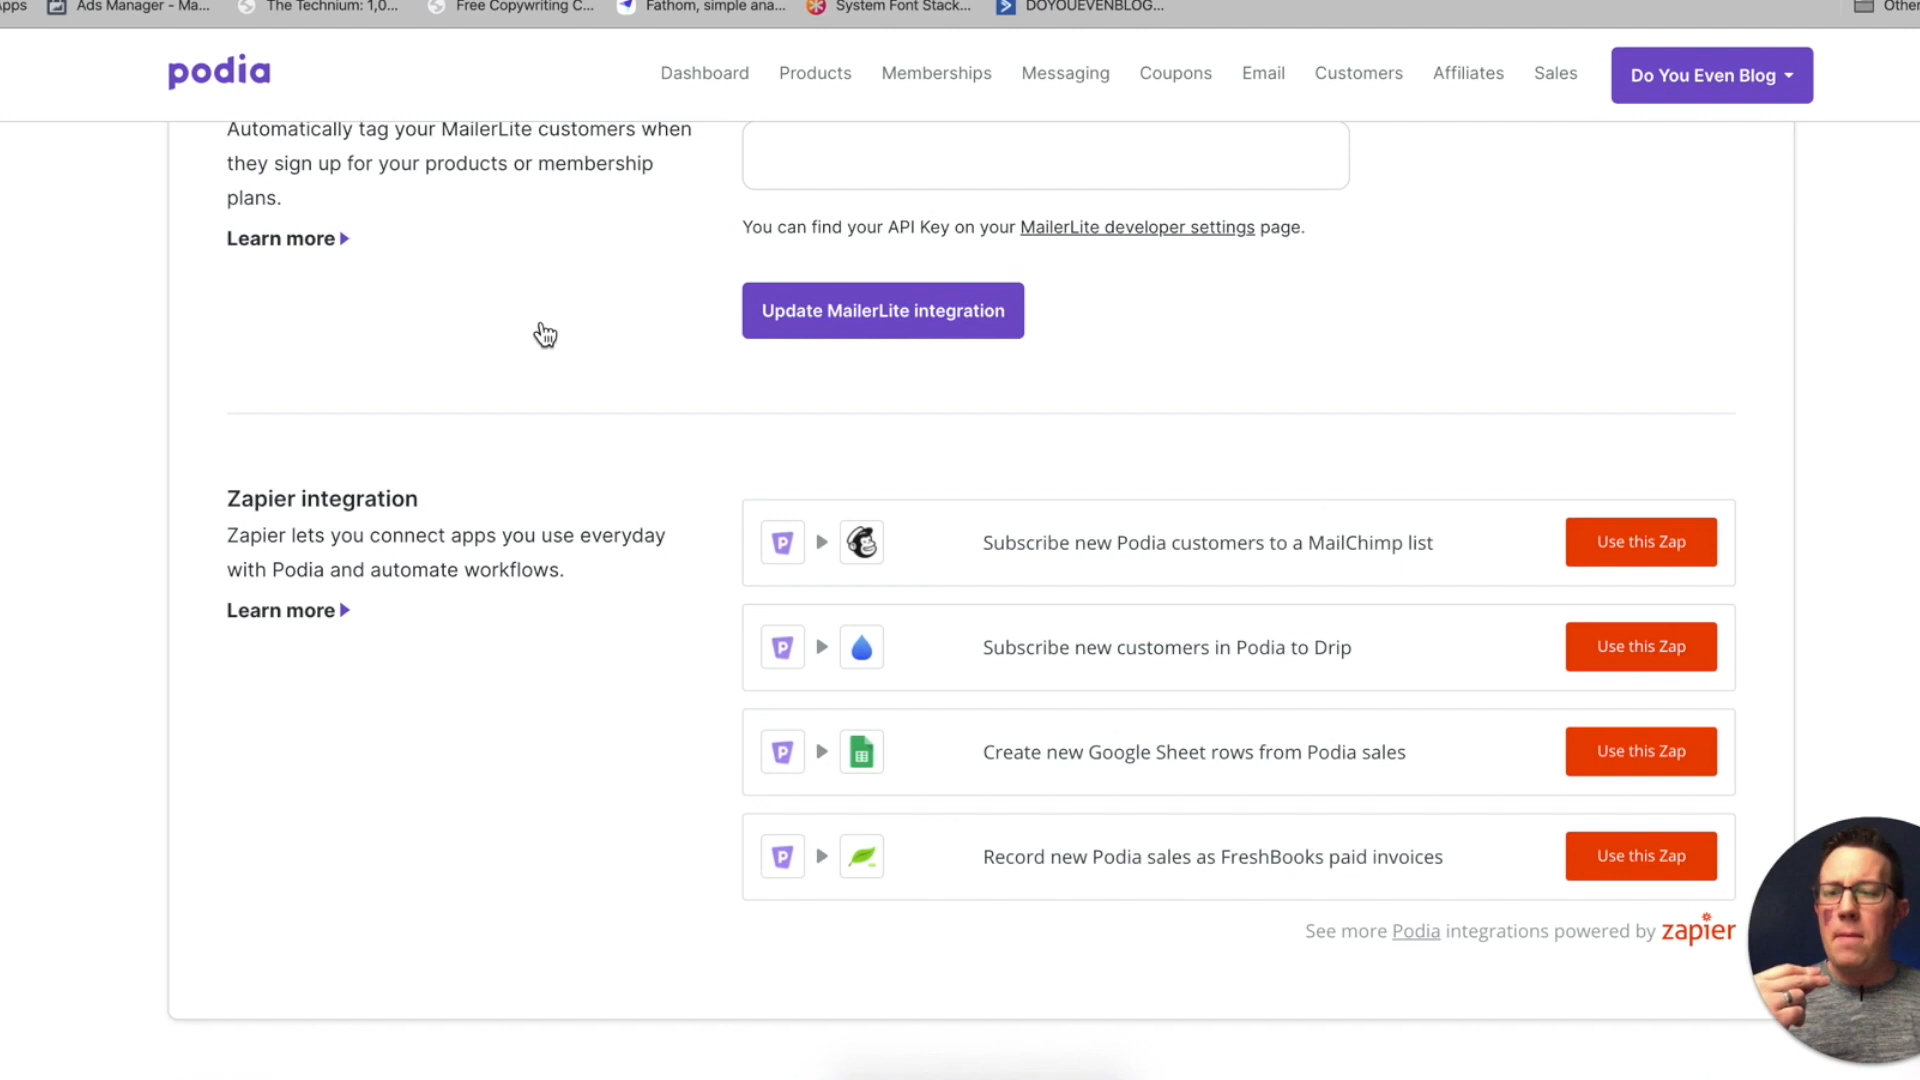 Apps
Ads Manager - Ma...
The Technium: 1,0...
Free Copywriting C...
Fathom, simple ana...
System Font Stack...
DOYOUEVENBLOG...
podia
Dashboard
Products
Memberships
Messaging
Coupons
Email
Customers
Affiliates
Sales
Do You Even Blog
Automatically tag your MailerLite customers when
they sign up for your products or membership
plans.
Learn more
You can find your API Key on your MailerLite developer settings page.
Update MailerLite integration
Zapier integration
Zapier lets you connect apps you use everyday
with Podia and automate workflows.
Learn more
Subscribe new Podia customers to a MailChimp list
Use this Zap
Subscribe new customers in Podia to Drip
Use this Zap
Create new Google Sheet rows from Podia sales
Use this Zap
Record new Podia sales as FreshBooks paid invoices
Use this Zap
See more Podia integrations powered by zapier